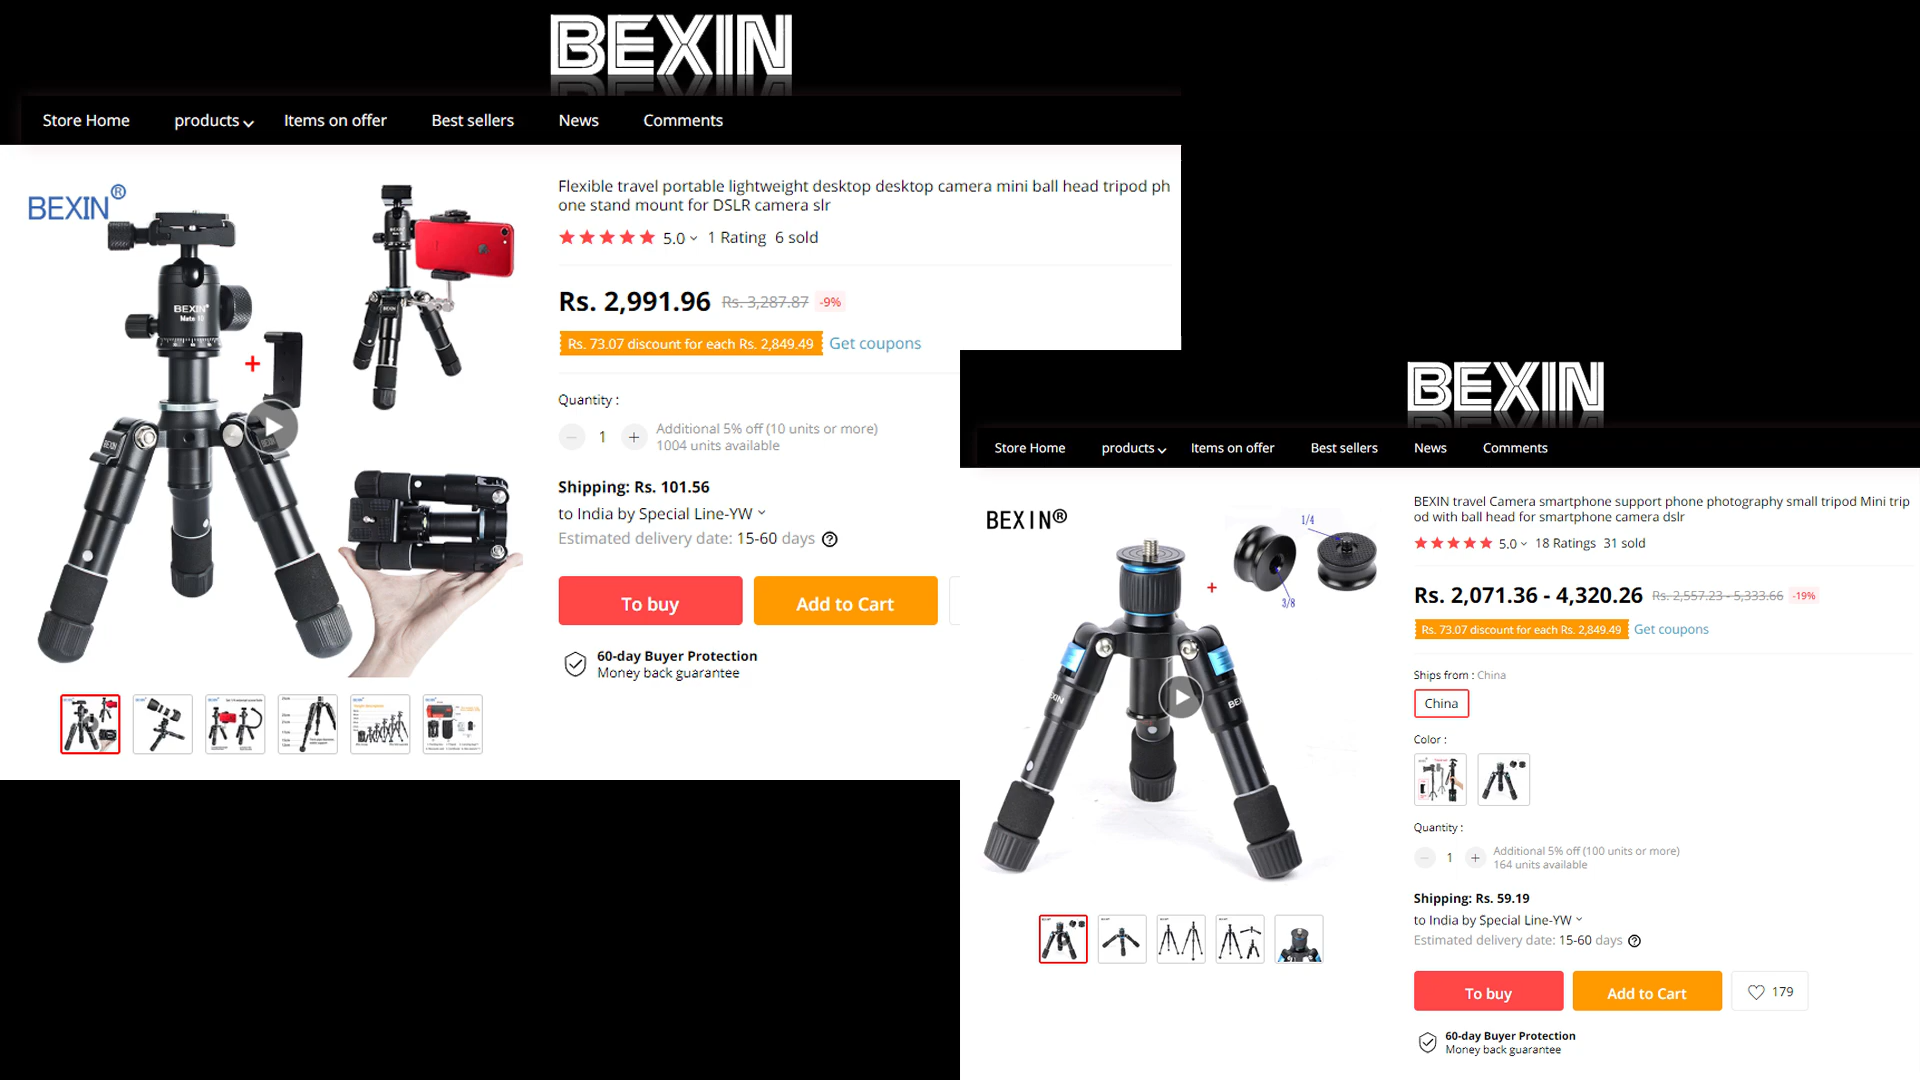 BEXIN
Store Home products Items on offer Best sellers News Comments
BEXIN®
BEXIN®
Mate 10
BEXIN
BEXIN
BEXIN
Flexible travel portable lightweight desktop desktop camera mini ball head tripod ph
one stand mount for DSLR camera slr
5.0 1 Rating 6 sold
Rs. 2,991.96 Rs. 3,287.87 -9%
Rs. 73.07 discount for each Rs. 2,849.49 Get coupons
Quantity :
1 Additional 5% off (10 units or more)
1004 units available
Shipping: Rs. 101.56
to India by Special Line-YW
Estimated delivery date: 15-60 days
To buy Add to Cart
60-day Buyer Protection
Money back guarantee
BEXIN
Store Home products Items on offer Best sellers News Comments
BEXIN®
1/4
3/8
BEXIN travel Camera smartphone support phone photography small tripod Mini trip
od with ball head for smartphone camera dslr
5.0 18 Ratings 31 sold
Rs. 2,071.36 - 4,320.26 Rs. 2,557.23 - 5,333.66 -19%
Rs. 73.07 discount for each Rs. 2,849.49 Get coupons
Ships from : China
China
Color :
Quantity :
1 Additional 5% off (100 units or more)
164 units available
Shipping: Rs. 59.19
to India by Special Line-YW
Estimated delivery date: 15-60 days
To buy Add to Cart 179
60-day Buyer Protection
Money back guarantee